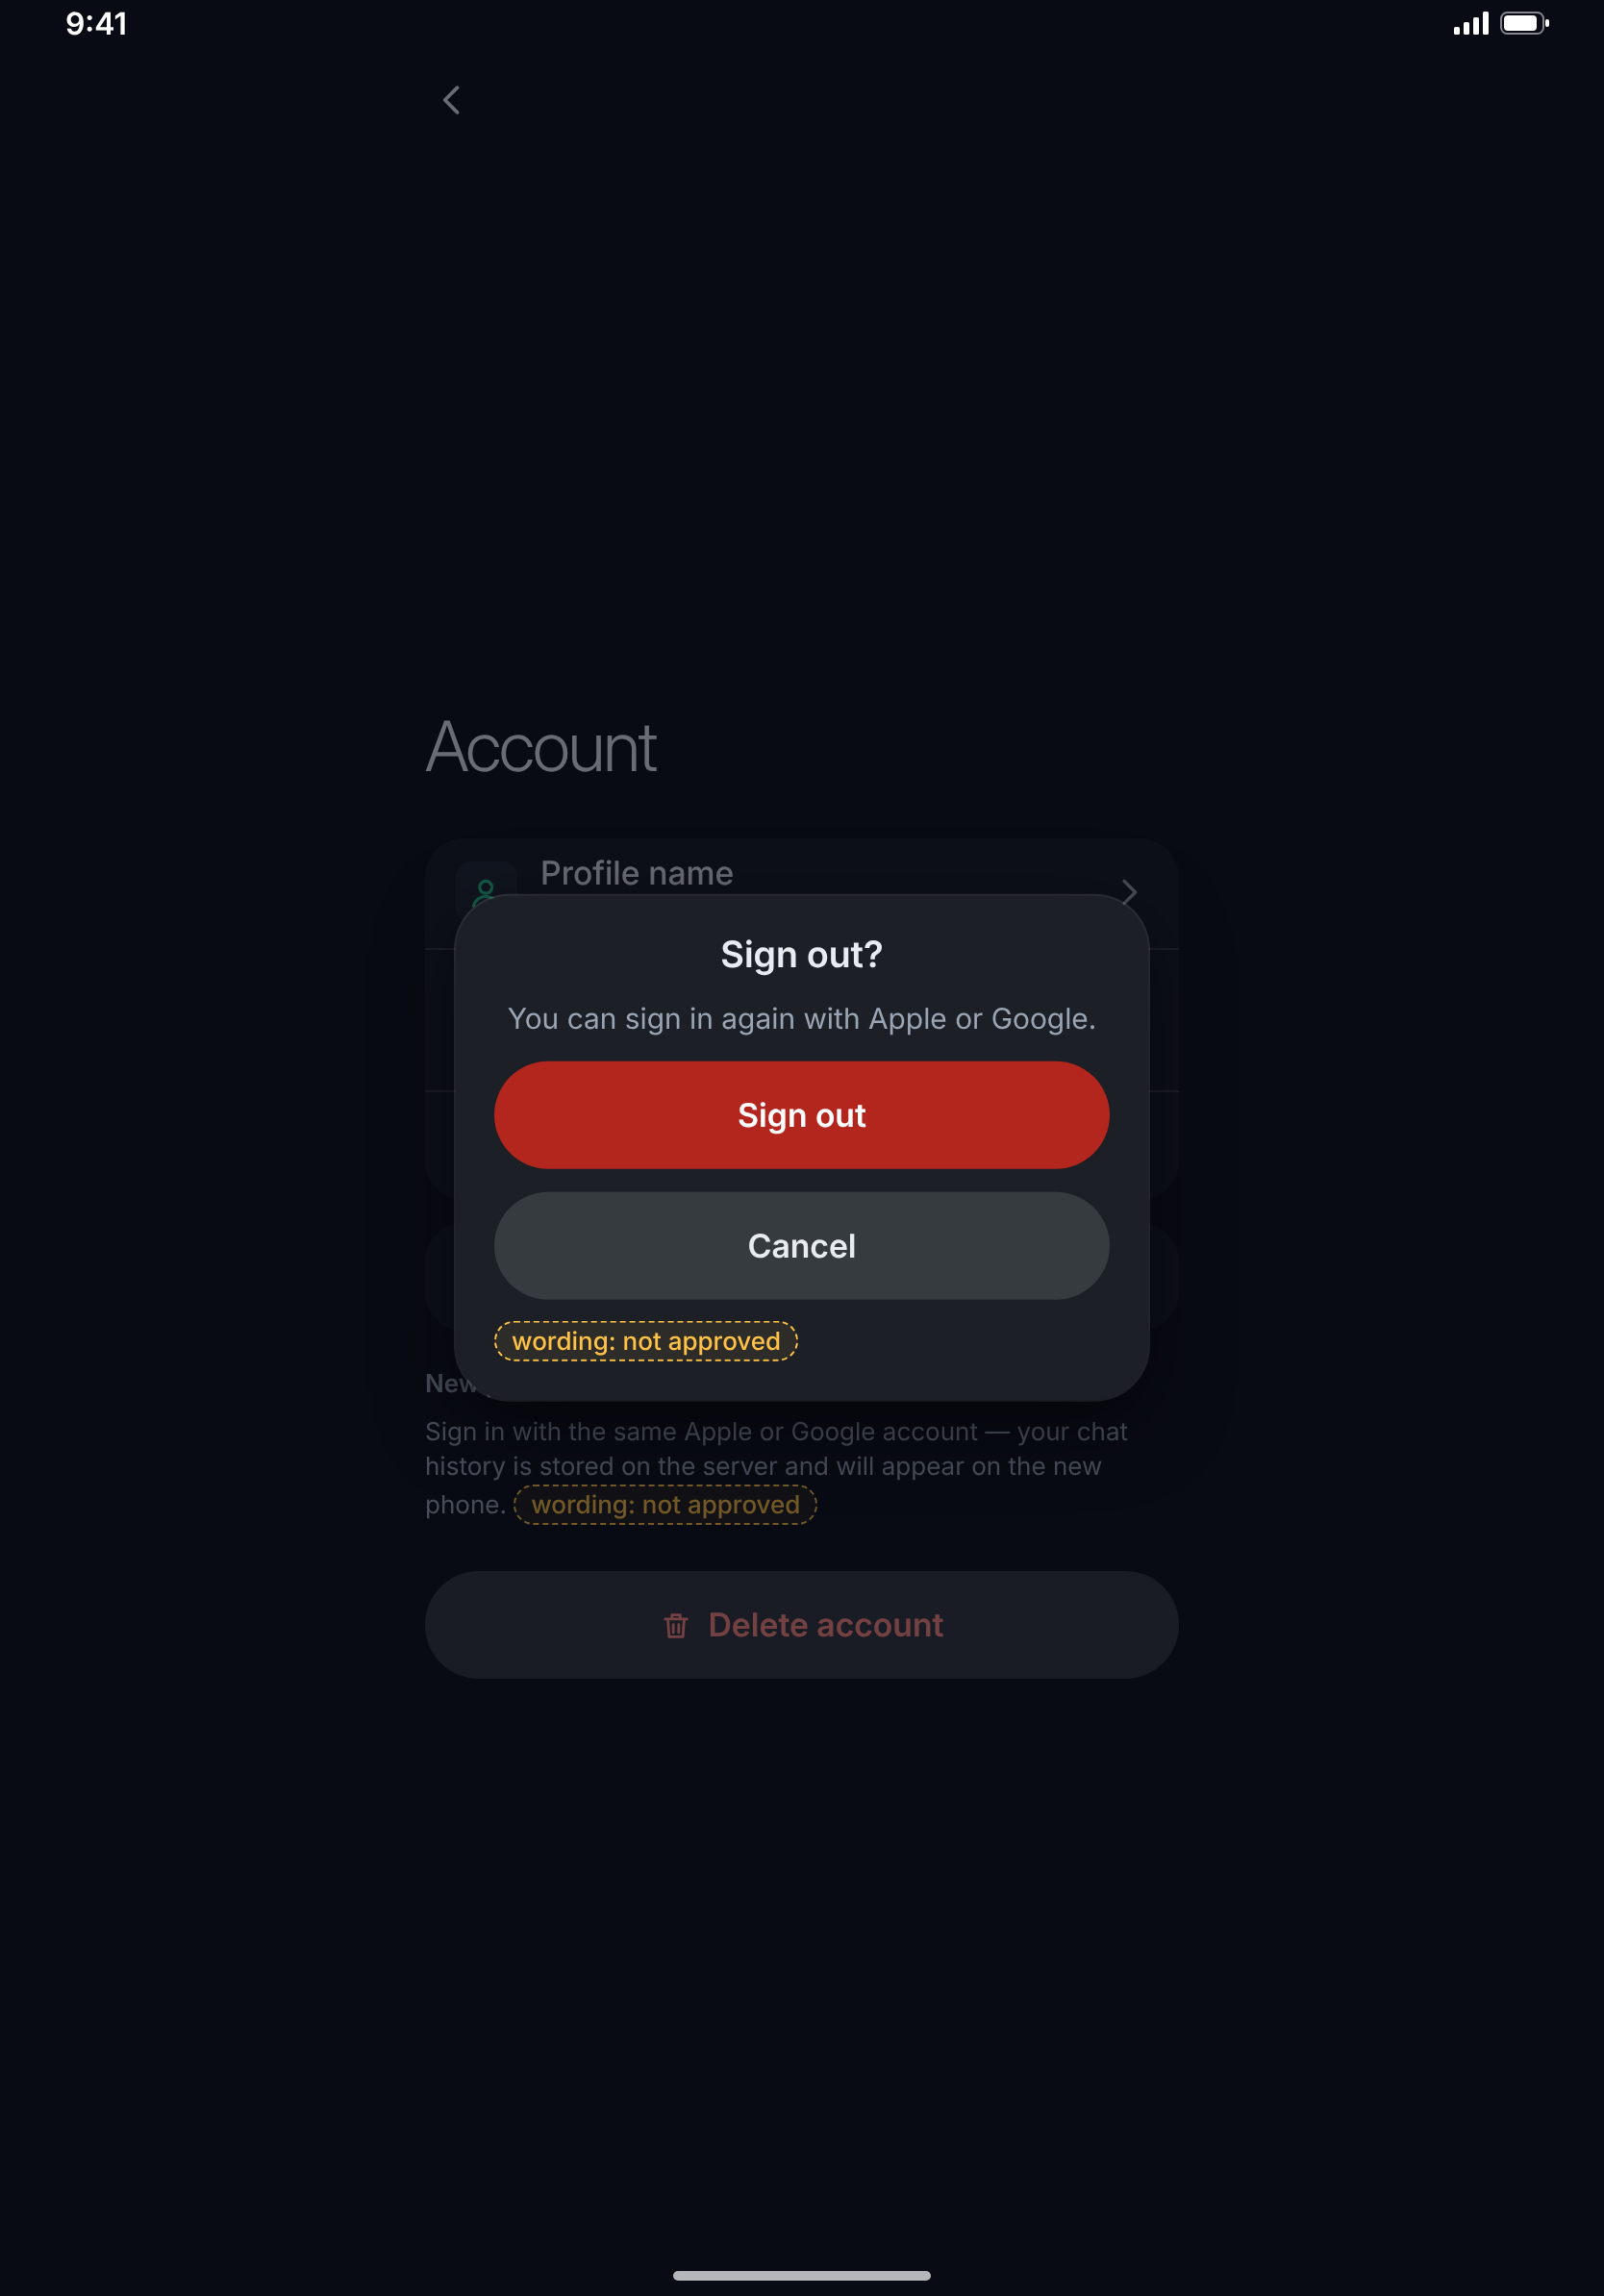 9:41
Account
Profile name
Sign out?
You can sign in again with Apple or Google.
Sign out
Cancel
wording: not approved
New
Sign in with the same Apple or Google account — your chat
history is stored on the server and will appear on the new
phone. wording: not approved
Delete account